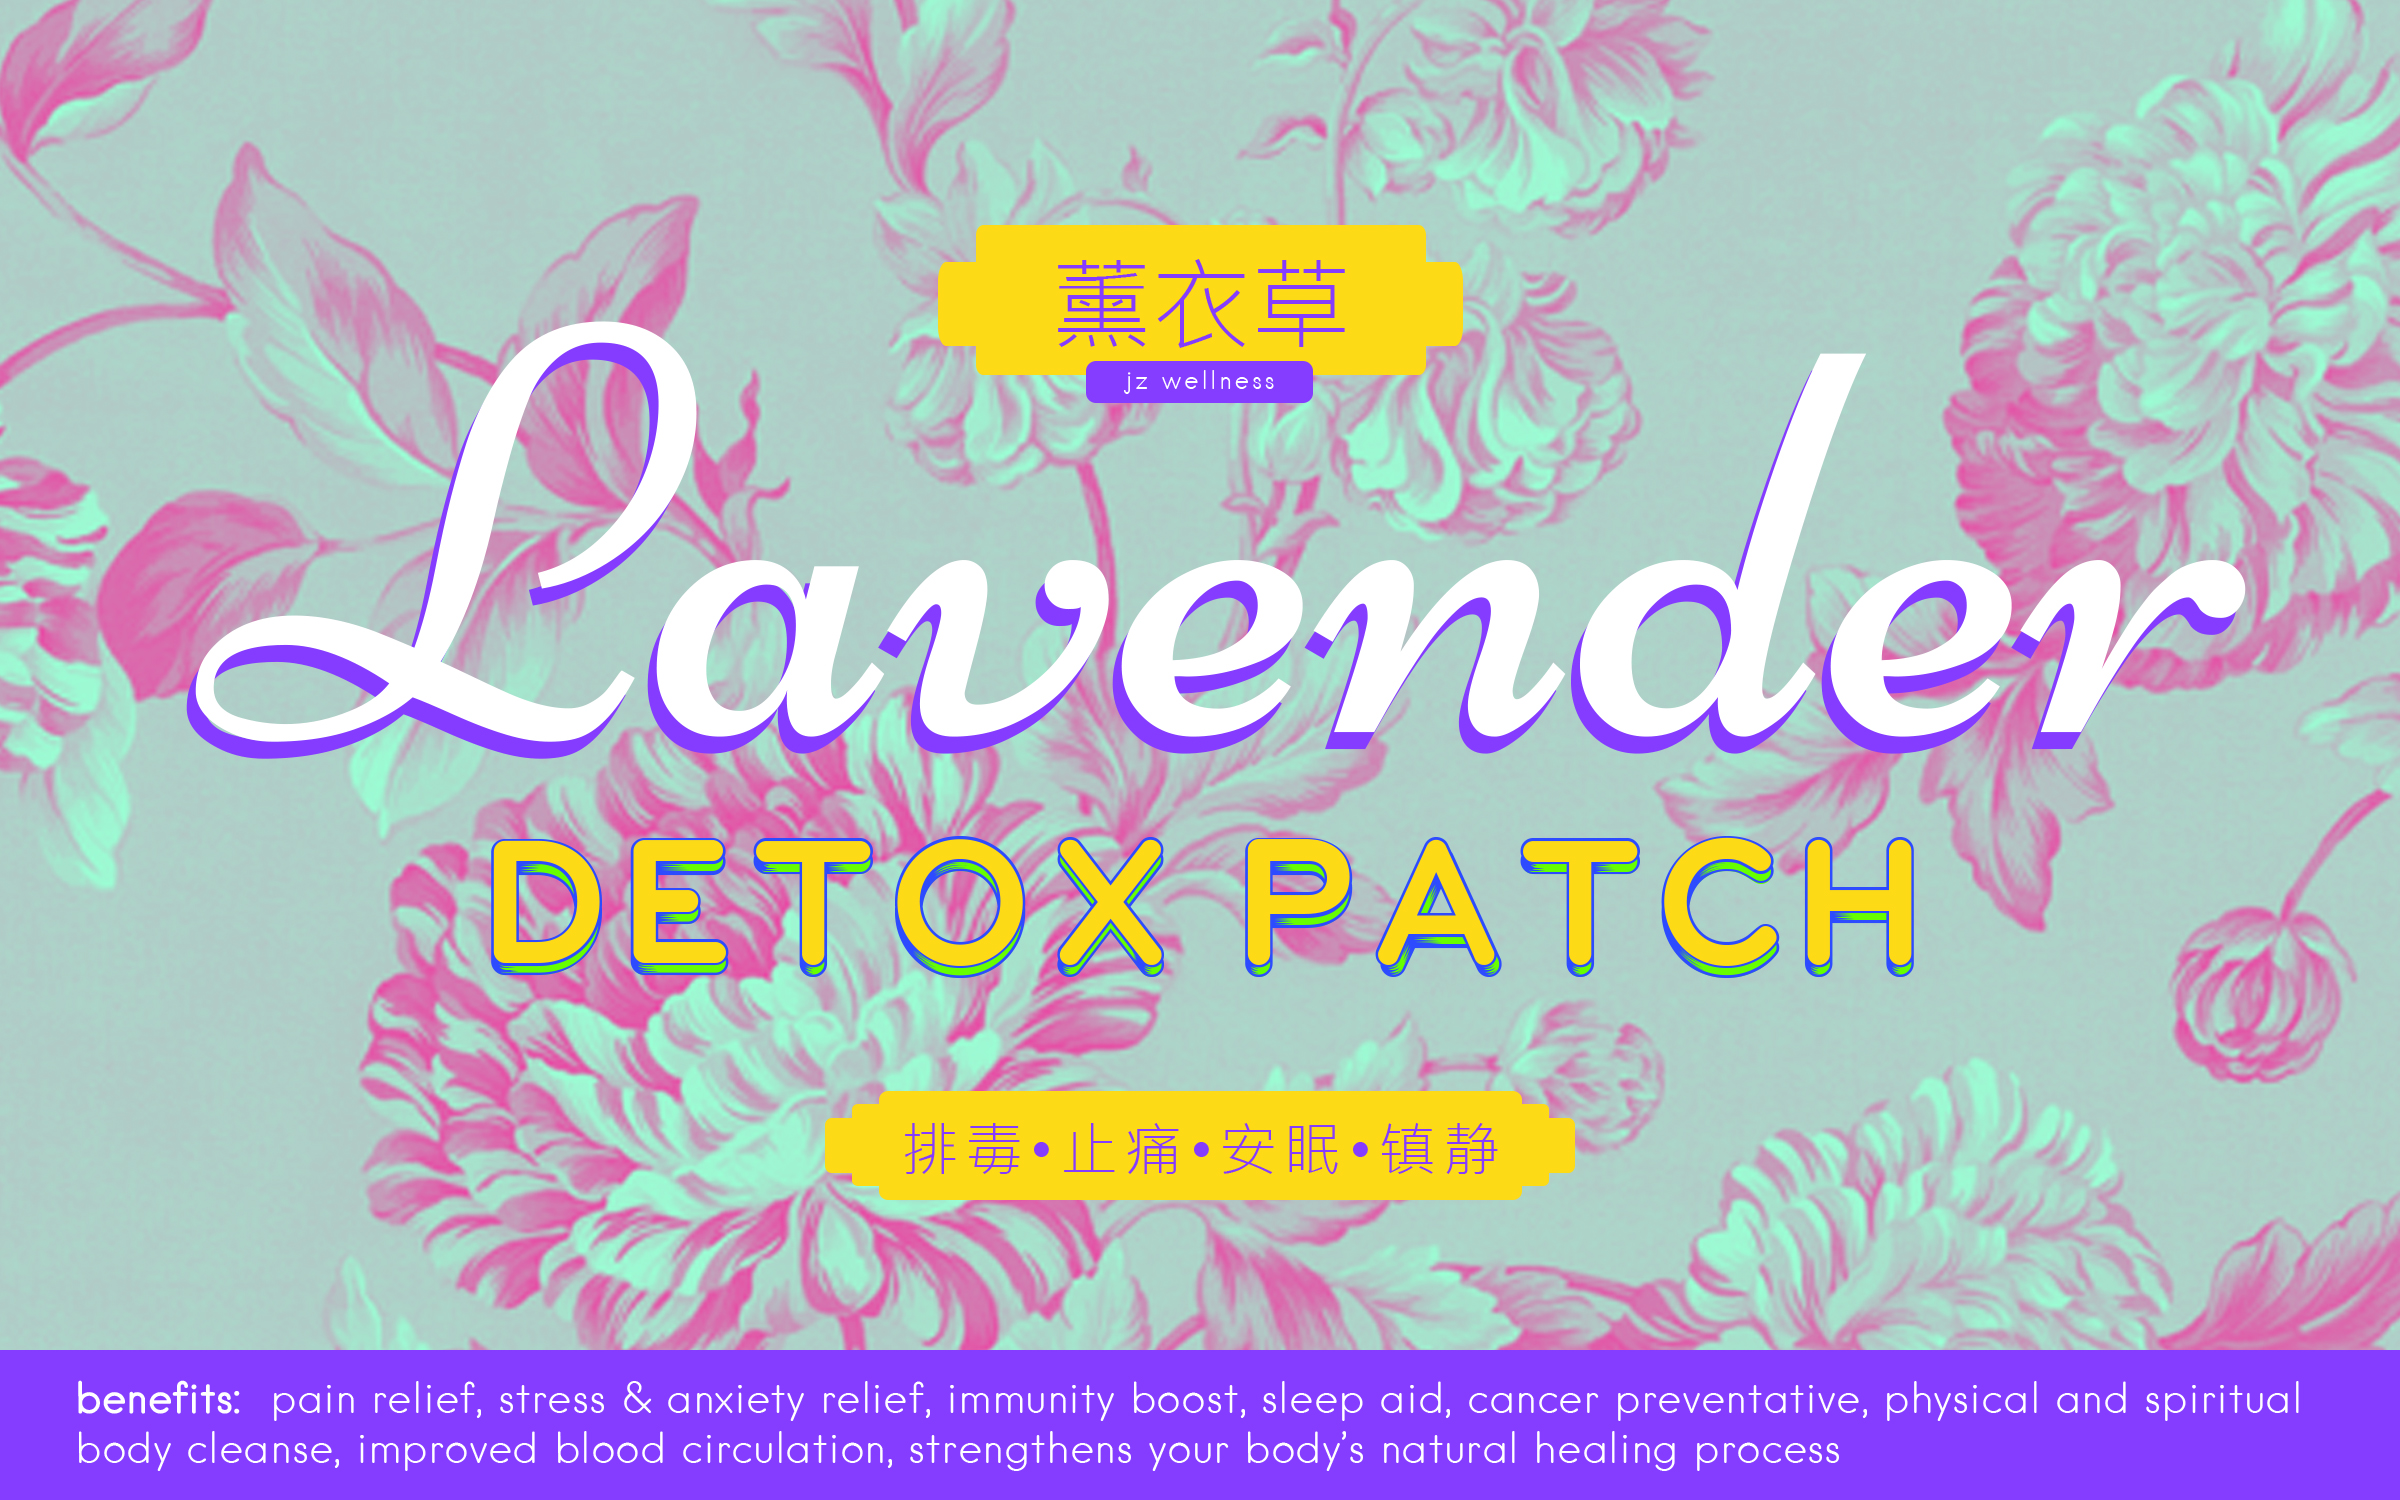 薰衣草
jz wellness
Lavender
DETOX PATCH
排毒•止痛•安眠•镇静
benefits: pain relief, stress & anxiety relief, immunity boost, sleep aid, cancer preventative, physical and spiritual
body cleanse, improved blood circulation, strengthens your body's natural healing process